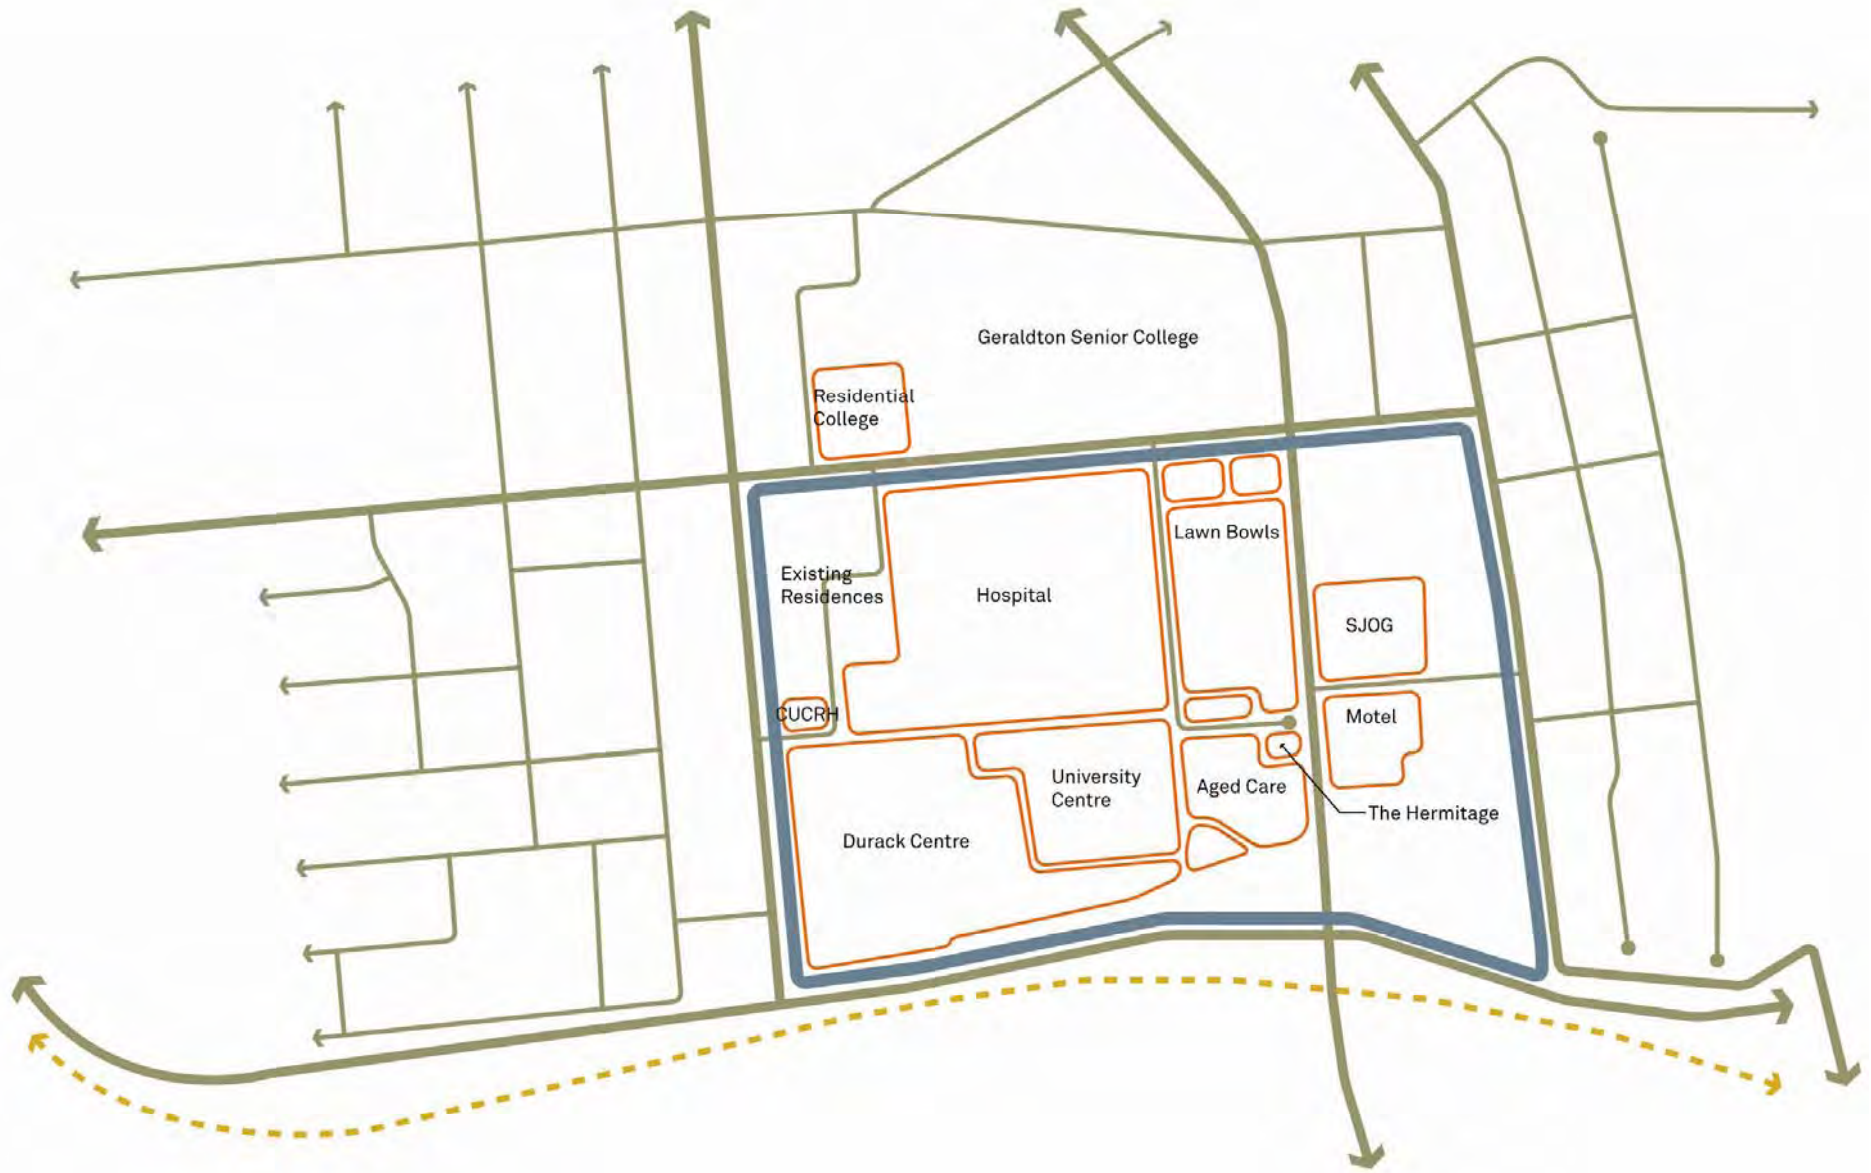 Geraldton Senior College
Residential
College
Lawn Bowls
Existing
Residences
Hospital
SJOG
CUCRH
Motel
University
Centre
Aged Care
The Hermitage
Durack Centre